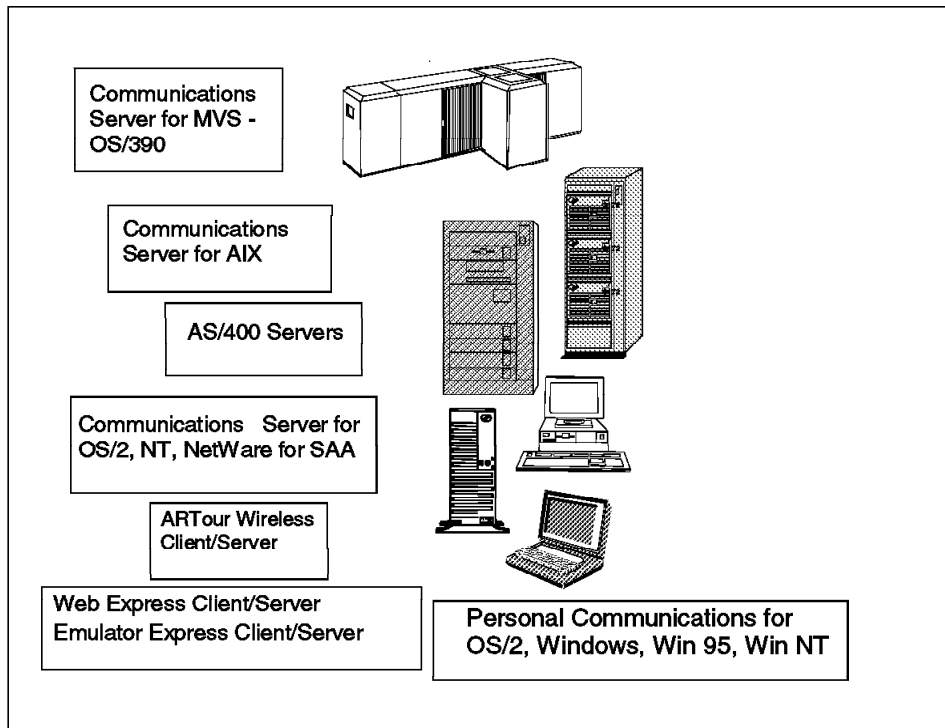 Communications
Server for MVS -
OS/390
Communications
Server for AIX
AS/400 Servers
Communications Server for
OS/2, NT, NetWare for SAA
ARTour Wireless
Client/Server
Web Express Client/Server
Emulator Express Client/Server
Personal Communications for
OS/2, Windows, Win 95, Win NT